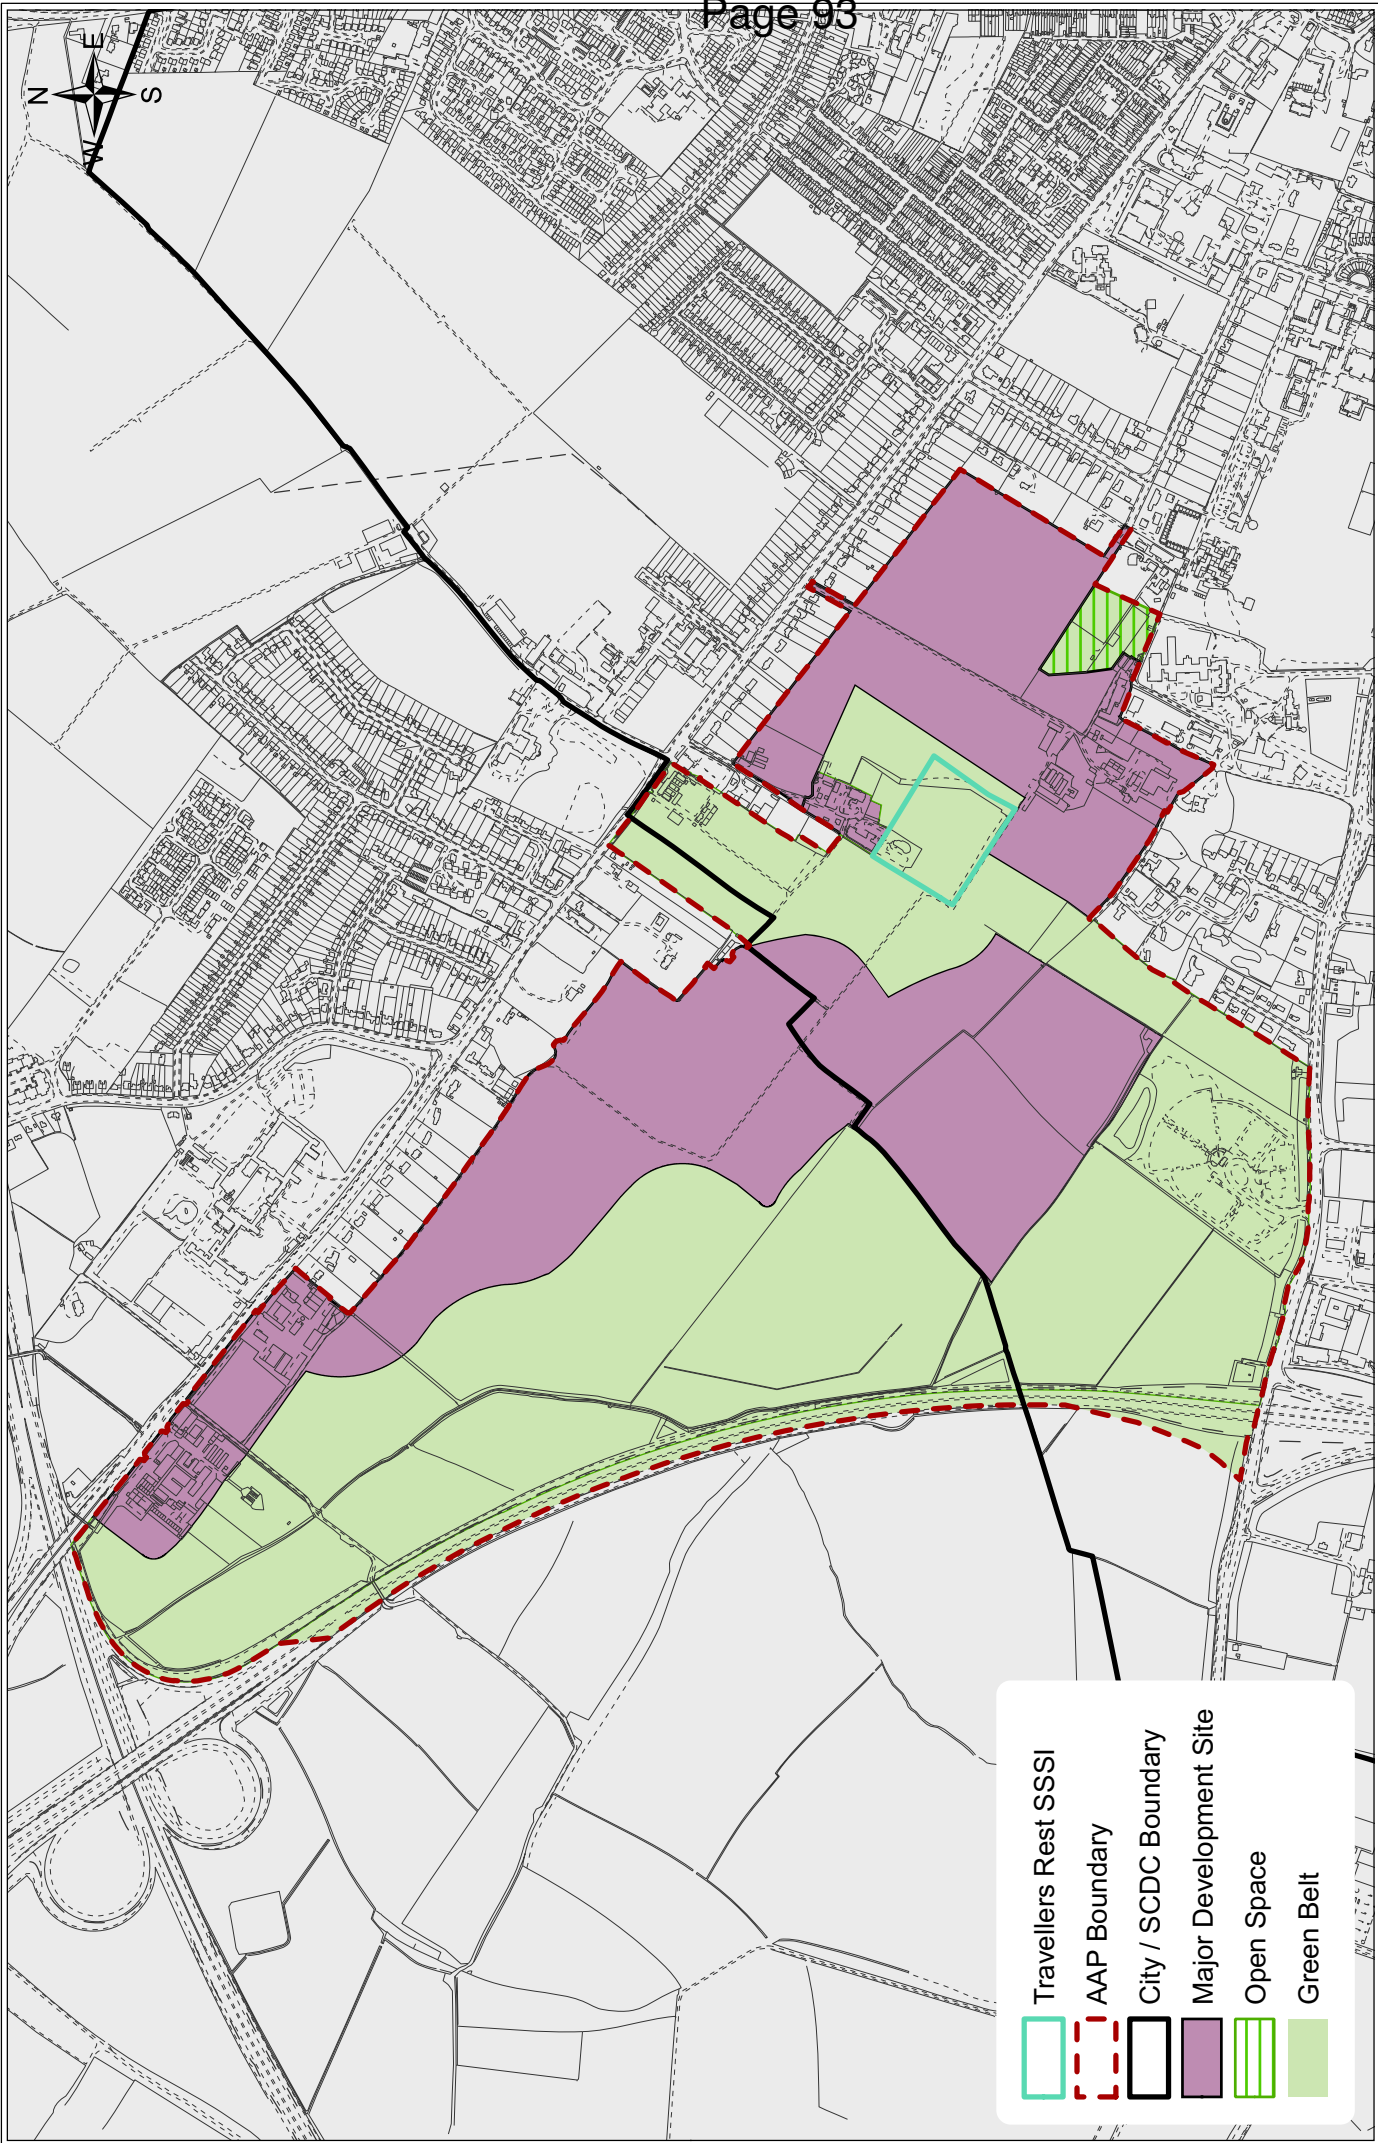 Page 93
N
E
W
S
Travellers Rest SSSI
AAP Boundary
City / SCDC Boundary
Major Development Site
Open Space
Green Belt